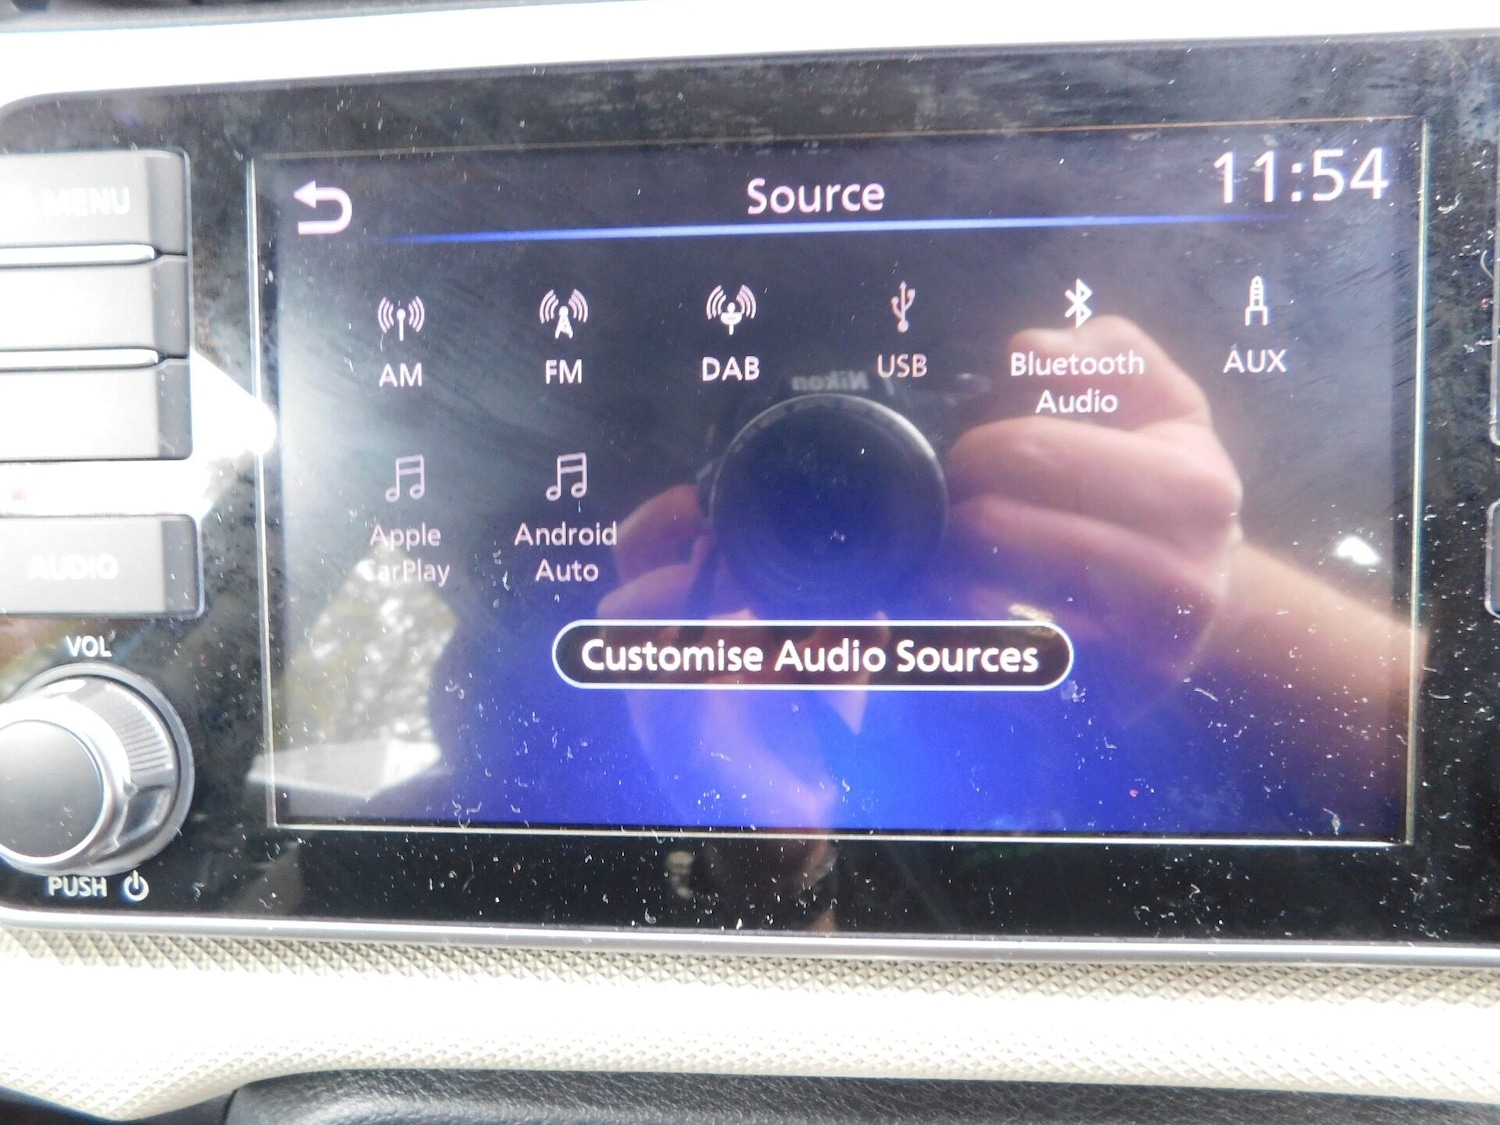 MENU
Source
11:54
AM
FM
DAB
USB
Bluetooth
Audio
AUX
Nikon
Apple
CarPlay
Android
Auto
AUDIO
Customise Audio Sources
VOL
PUSH